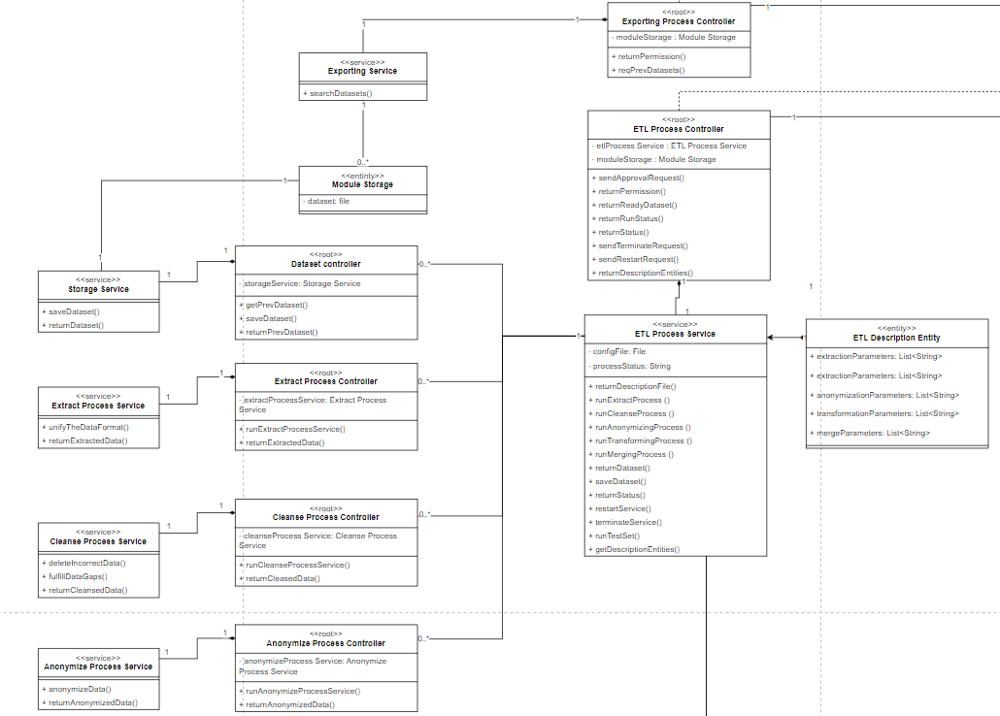 <<root>>
Exporting Process Controller
- moduleStorage : Module Storage
+ returnPermission()
+ reqPrevDatasets()
1
1
1
<<service>>
Exporting Service
+ searchDatasets()
1
0..*
<<entinty>>
Module Storage
- dataset: file
1
1
<<root>>
ETL Process Controller
- etlProcess Service : ETL Process Service
- moduleStorage : Module Storage
+ sendApprovalRequest()
+ returnPermission()
+ returnReadyDataset()
+ returnRunStatus()
+ returnStatus()
+ sendTerminateRequest()
+ sendRestartRequest()
+ returnDescriptionEntities()
1
1
1
1
<<service>>
Storage Service
+ saveDataset()
+ returnDataset()
1
1
<<root>>
Dataset controller
- storageService: Storage Service
+ getPrevDataset()
+ saveDataset()
+ returnPrevDataset()
0..*
<<service>>
ETL Process Service
- configFile: File
- processStatus: String
+ returnDescriptionFile()
+ runExtractProcess ()
+ runCleanseProcess ()
+ runAnonymizingProcess ()
+ runTransformingProcess ()
+ runMergingProcess ()
+ returnDataset()
+ saveDataset()
+ returnStatus()
+ restartService()
+ terminateService()
+ runTestSet()
+ getDescriptionEntities()
1
1
<<entity>>
ETL Description Entity
+ extractionParameters: List<String>
+ extractionParameters: List<String>
+ anonymizationParameters: List<String>
+ transformationParameters: List<String>
+ mergeParameters: List<String>
<<service>>
Extract Process Service
+ unifyTheDataFormat()
+ returnExtractedData()
1
1
<<root>>
Extract Process Controller
- extractProcessService: Extract Process
Service
+ runExtractProcessService()
+ returnExtractedData()
0..*
<<service>>
Cleanse Process Service
+ deleteIncorrectData()
+ fulfillDataGaps()
+ returnCleansedData()
1
1
<<root>>
Cleanse Process Controller
- cleanseProcess Service: Cleanse Process
Service
+ runCleanseProcessService()
+ returnCleasedData()
0..*
<<service>>
Anonymize Process Service
+ anonymizeData()
+ returnAnonymizedData()
1
1
<<root>>
Anonymize Process Controller
- anonymizeProcess Service: Anonymize
Process Service
+ runAnonymizeProcessService()
+ returnAnonymizedData()
0..*